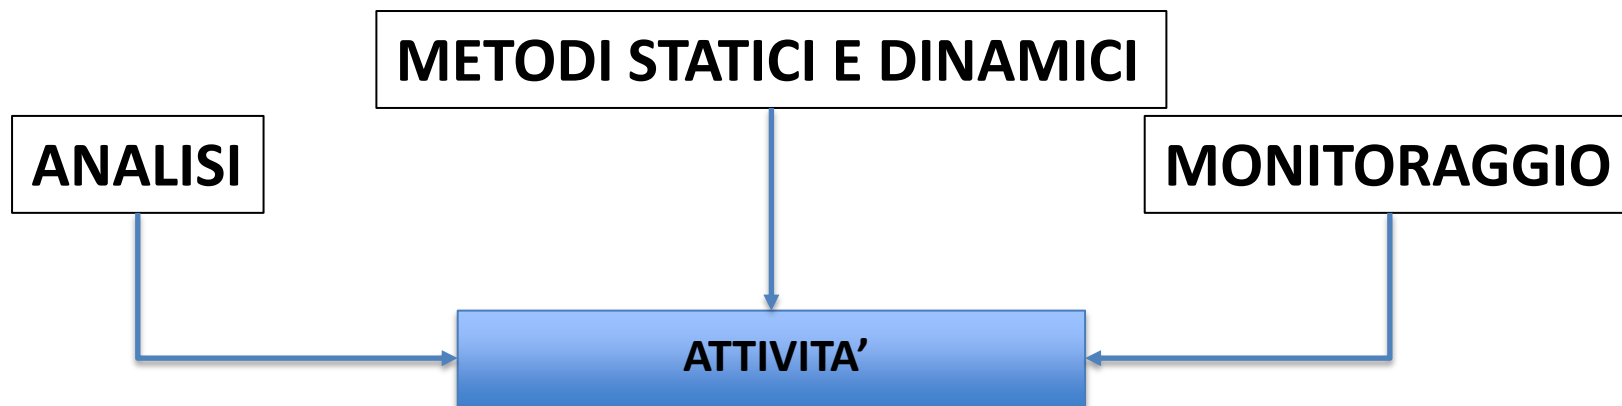 METODI STATICI E DINAMICI
ANALISI
MONITORAGGIO
ATTIVITA’